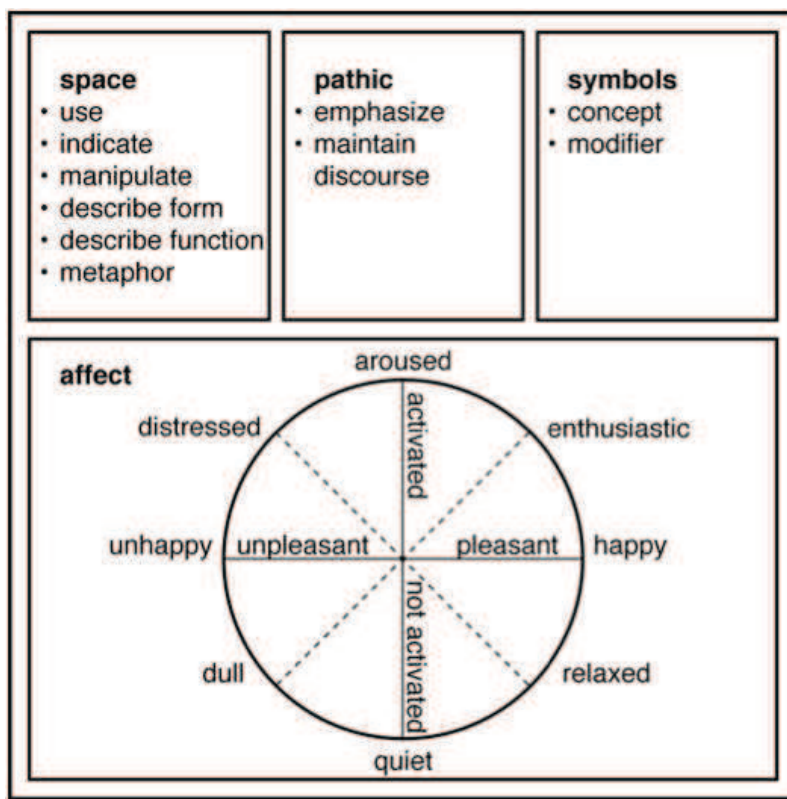 space
• use
• indicate
• manipulate
• describe form
• describe function
• metaphor
pathic
• emphasize
• maintain
discourse
symbols
• concept
• modifier
affect
aroused
distressed
activated
enthusiastic
unhappy
unpleasant
pleasant
happy
not activated
dull
relaxed
quiet